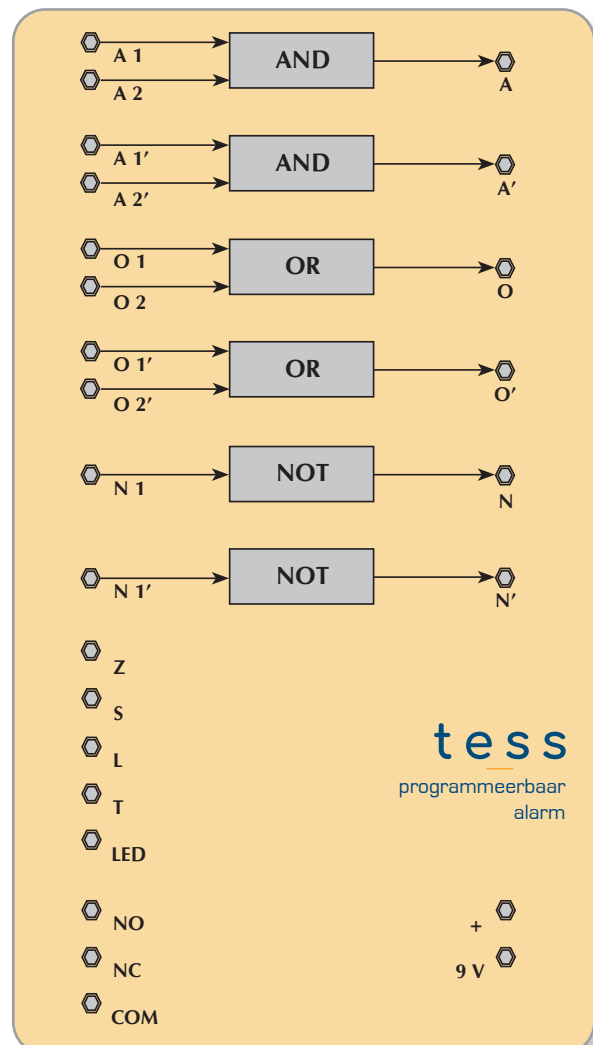 A 1
AND
A 2
A
A 1′
AND
A 2′
A′
O 1
OR
O 2
O
O 1′
OR
O 2′
O′
N 1
NOT
N
N 1′
NOT
N′
Z
S
L
T
LED
tess
programmeerbaar
alarm
NO
+
NC
9 V
COM